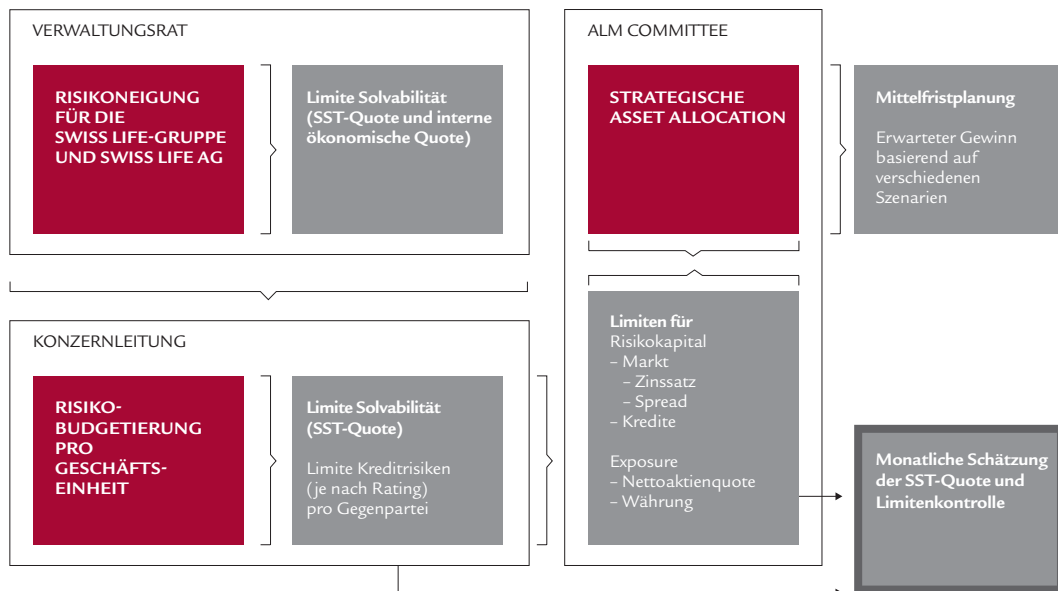 VERWALTUNGSRAT
RISIKONEIGUNG
FÜR DIE
SWISS LIFE-GRUPPE
UND SWISS LIFE AG
Limite Solvabilität
(SST-Quote und interne
ökonomische Quote)
ALM COMMITTEE
STRATEGISCHE
ASSET ALLOCATION
Mittelfristplanung
Erwarteter Gewinn
basierend auf
verschiedenen
Szenarien
KONZERNLEITUNG
RISIKO-
BUDGETIERUNG
PRO
GESCHÄFTS-
EINHEIT
Limite Solvabilität
(SST-Quote)
Limite Kreditrisiken
(je nach Rating)
pro Gegenpartei
Limiten für
Risikokapital
– Markt
– Zinssatz
– Spread
– Kredite
Exposure
– Nettoaktienquote
– Währung
Monatliche Schätzung
der SST-Quote und
Limitenkontrolle